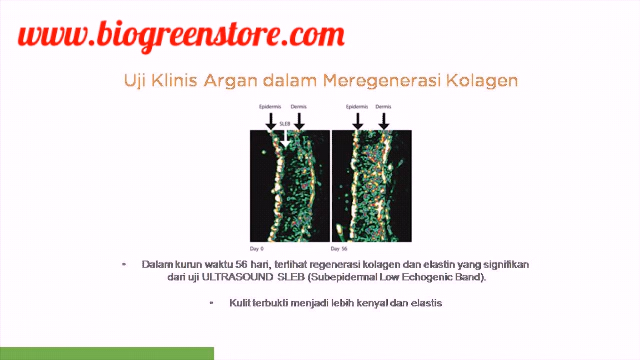 www.biogreenstore.com
Uji Klinis Argan dalam Meregenerasi Kolagen
Epidermis Dermis Epidermis Dermis
SLEB
Day 0 Day 56
• Dalam kurun waktu 56 hari, terlihat regenerasi kolagen dan elastin yang signifikan
dari uji ULTRASOUND SLEB (Subepidermal Low Echogenic Band).
• Kulit terbukti menjadi lebih kenyal dan elastis